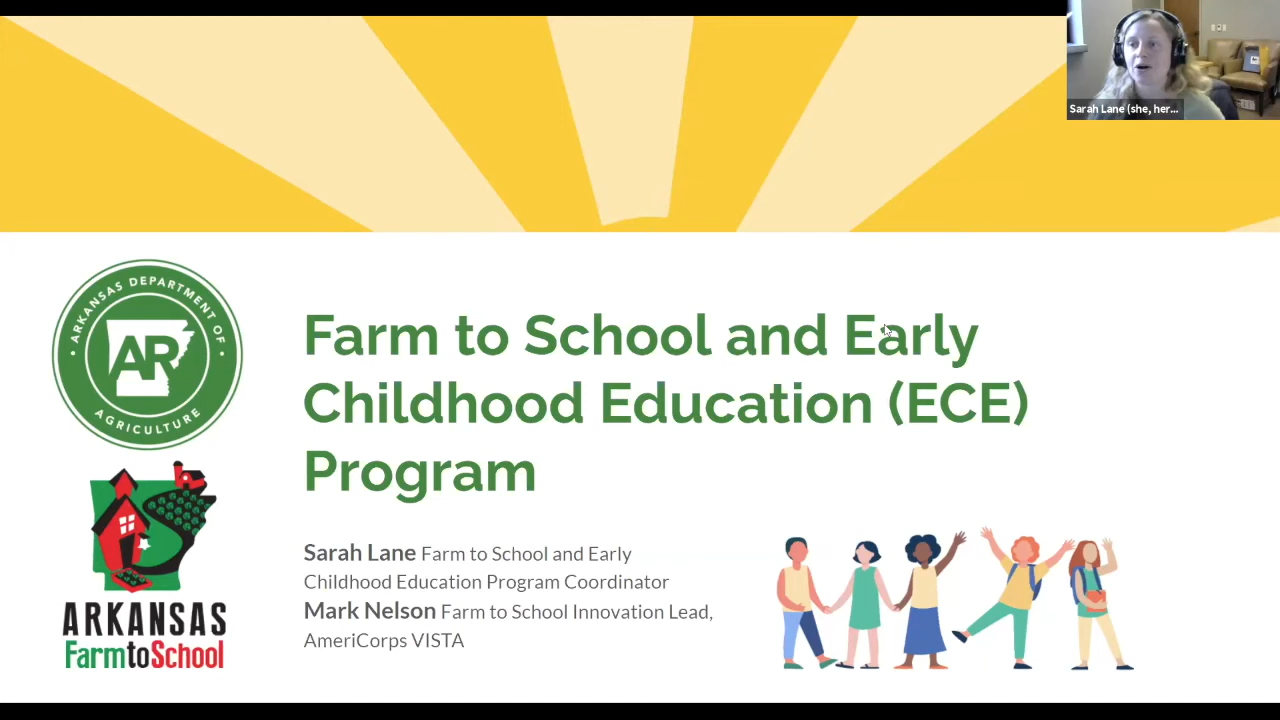 Sarah Lane (she, her...
ARKANSAS DEPARTMENT OF
AR
AGRICULTURE
Farm to School and Early
Childhood Education (ECE)
Program
ARKANSAS
FarmtoSchool
Sarah Lane Farm to School and Early
Childhood Education Program Coordinator
Mark Nelson Farm to School Innovation Lead,
AmeriCorps VISTA